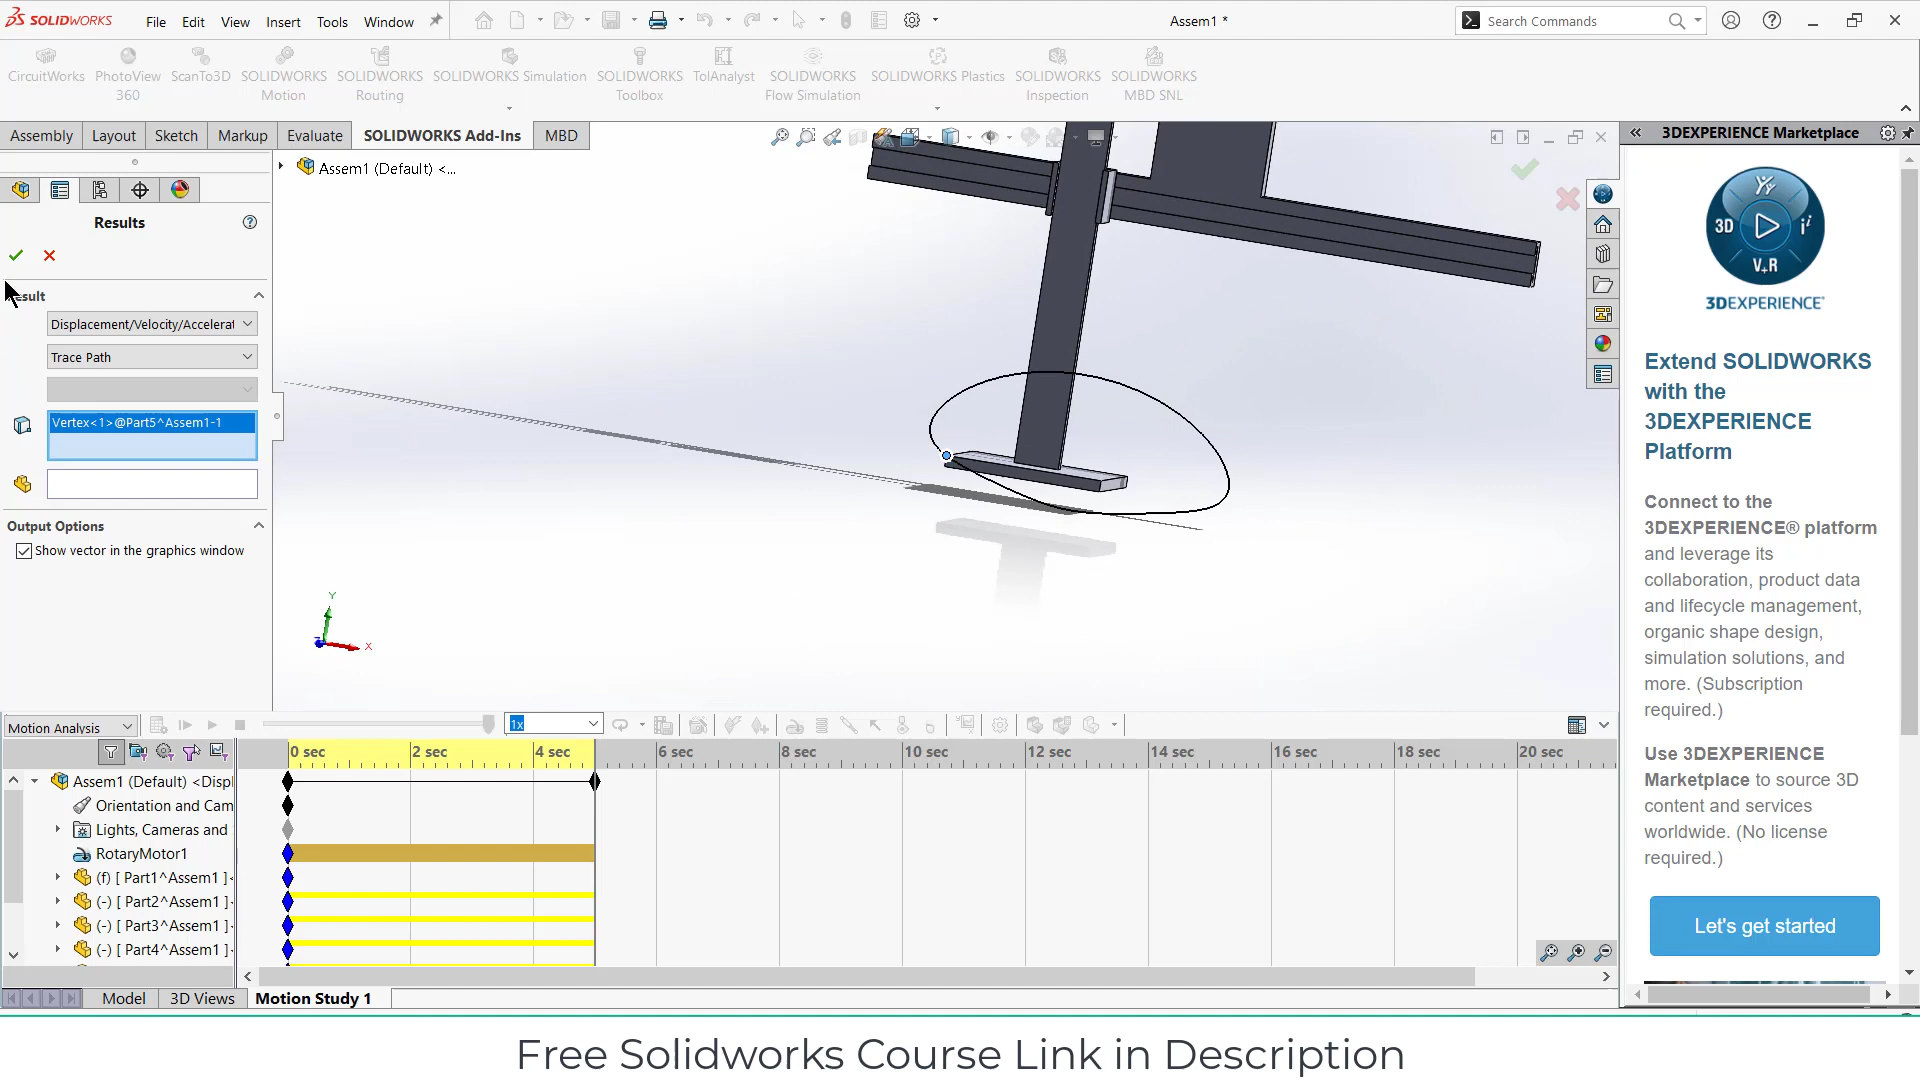 SOLIDWORKS
File Edit View Insert Tools Window
Assem1 *
Search Commands
CircuitWorks
PhotoView
360
ScanTo3D
SOLIDWORKS
Motion
SOLIDWORKS
Routing
SOLIDWORKS Simulation
SOLIDWORKS
Toolbox
TolAnalyst
SOLIDWORKS
Flow Simulation
SOLIDWORKS Plastics
SOLIDWORKS
Inspection
SOLIDWORKS
MBD SNL
Assembly Layout Sketch Markup Evaluate SOLIDWORKS Add-Ins MBD
3DEXPERIENCE Marketplace
Assem1 (Default) <...
Results
Displacement/Velocity/Accelerat
Trace Path
Vertex<1>@Part5^Assem1-1
Output Options
Show vector in the graphics window
Y
X
3D
V+R
3DEXPERIENCE
Extend SOLIDWORKS
with the
3DEXPERIENCE
Platform
Connect to the
3DEXPERIENCE® platform
and leverage its
collaboration, product data
and lifecycle management,
organic shape design,
simulation solutions, and
more. (Subscription
required.)
Use 3DEXPERIENCE
Marketplace to source 3D
content and services
worldwide. (No license
required.)
Let's get started
Motion Analysis
1x
0 sec 2 sec 4 sec 6 sec 8 sec 10 sec 12 sec 14 sec 16 sec 18 sec 20 sec
Assem1 (Default) <Displ
Orientation and Cam
Lights, Cameras and
RotaryMotor1
(f) [ Part1^Assem1 ]<
(-) [ Part2^Assem1 ]<
(-) [ Part3^Assem1 ]<
(-) [ Part4^Assem1 ]<
Model 3D Views Motion Study 1
Free Solidworks Course Link in Description